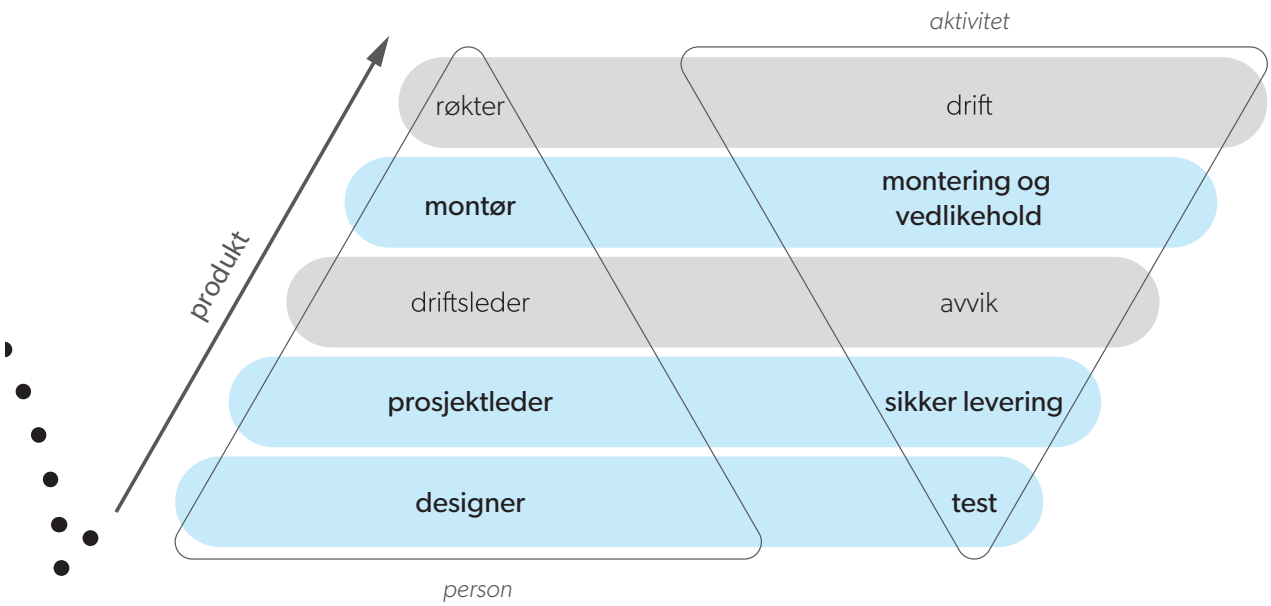 aktivitet
røkter
drift
montør
montering og
vedlikehold
produkt
driftsleder
avvik
prosjektleder
sikker levering
designer
test
person